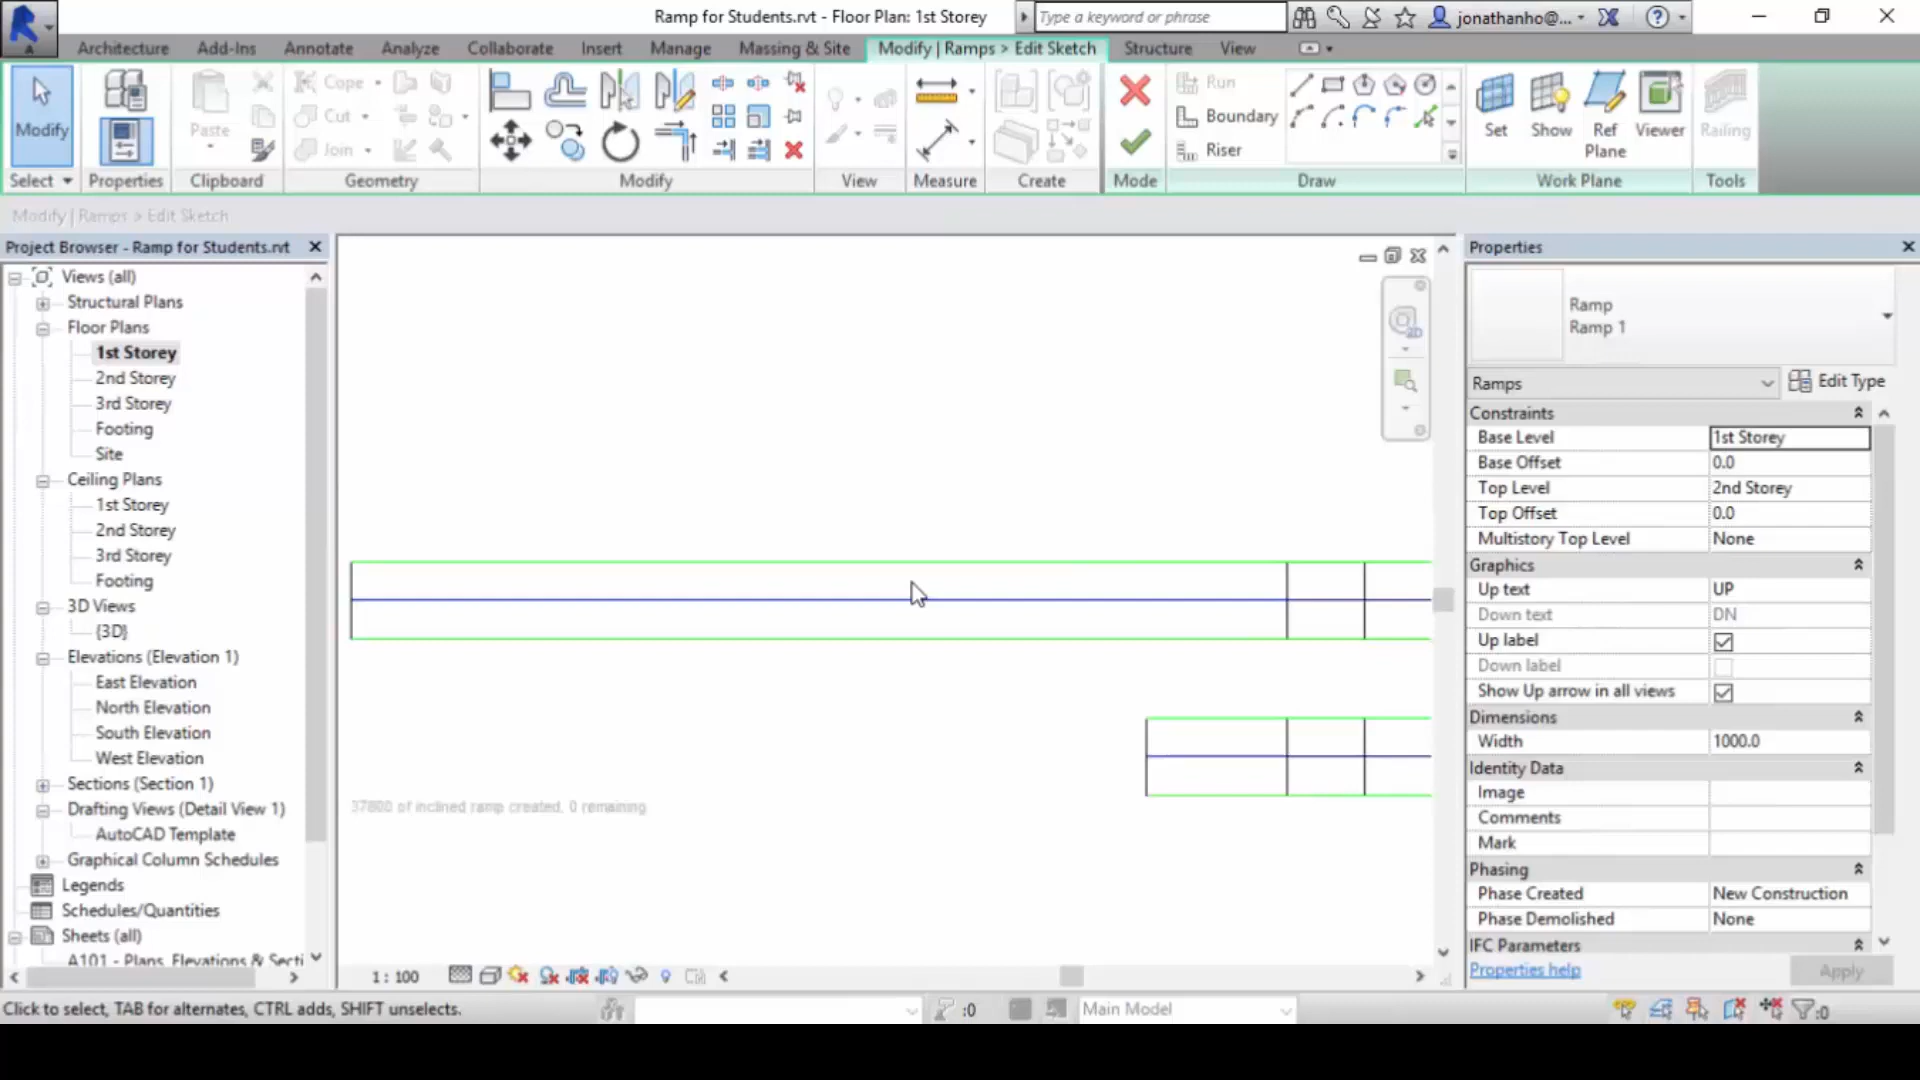 Ramp for Students.rvt - Floor Plan: 1st Storey
Type a keyword or phrase
jonathanho@...
Architecture Add-Ins Annotate Analyze Collaborate Insert Manage Massing & Site Modify | Ramps > Edit Sketch Structure View
Modify
Paste
Cope
Cut
Join
Run
Boundary
Riser
Set Show Ref Plane Viewer Railing
Select Properties Clipboard Geometry Modify View Measure Create Mode Draw Work Plane Tools
Modify | Ramps > Edit Sketch
Project Browser - Ramp for Students.rvt
Views (all)
Structural Plans
Floor Plans
1st Storey
2nd Storey
3rd Storey
Footing
Site
Ceiling Plans
1st Storey
2nd Storey
3rd Storey
Footing
3D Views
{3D}
Elevations (Elevation 1)
East Elevation
North Elevation
South Elevation
West Elevation
Sections (Section 1)
Drafting Views (Detail View 1)
AutoCAD Template
Graphical Column Schedules
Legends
Schedules/Quantities
Sheets (all)
A101 - Plans, Elevations & Secti
2D
37800 of inclined ramp created, 0 remaining
1 : 100
Properties
Ramp
Ramp 1
Ramps Edit Type
Constraints
Base Level 1st Storey
Base Offset 0.0
Top Level 2nd Storey
Top Offset 0.0
Multistory Top Level None
Graphics
Up text UP
Down text DN
Up label
Down label
Show Up arrow in all views
Dimensions
Width 1000.0
Identity Data
Image
Comments
Mark
Phasing
Phase Created New Construction
Phase Demolished None
IFC Parameters
Properties help Apply
Click to select, TAB for alternates, CTRL adds, SHIFT unselects.
:0
Main Model
:0